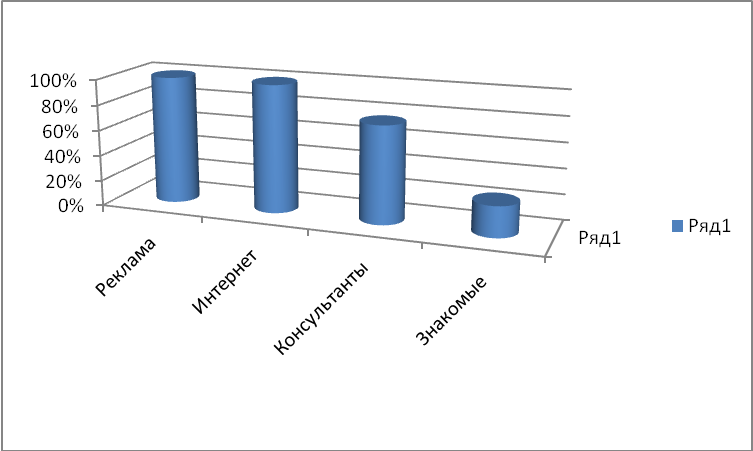 100%
80%
60%
40%
20%
0%
Реклама
Интернет
Консультанты
Знакомые
Ряд1
Ряд1